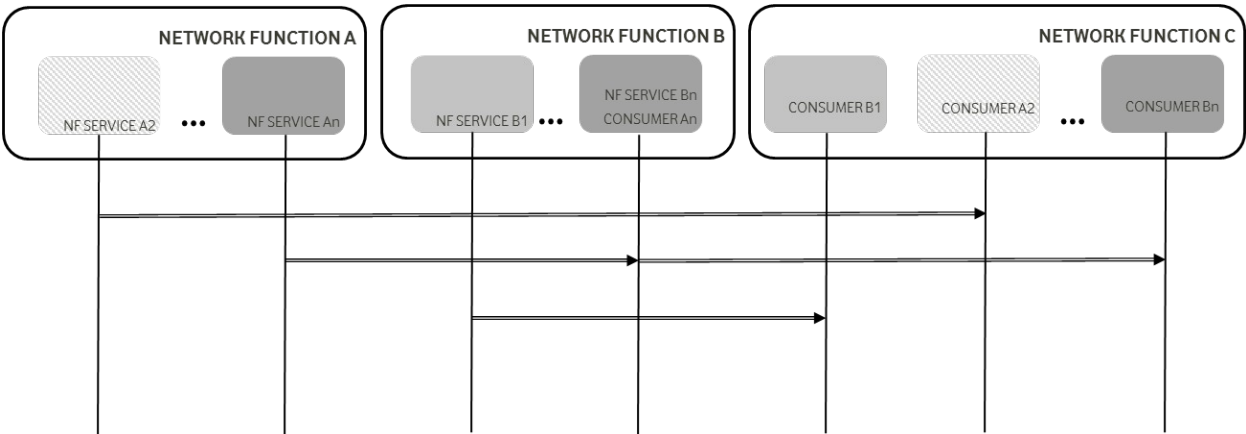 NETWORK FUNCTION A
NF SERVICE A2
•••
NF SERVICE An
NETWORK FUNCTION B
NF SERVICE B1
•••
NF SERVICE Bn
CONSUMER An
NETWORK FUNCTION C
CONSUMER B1
CONSUMER A2
•••
CONSUMER Bn